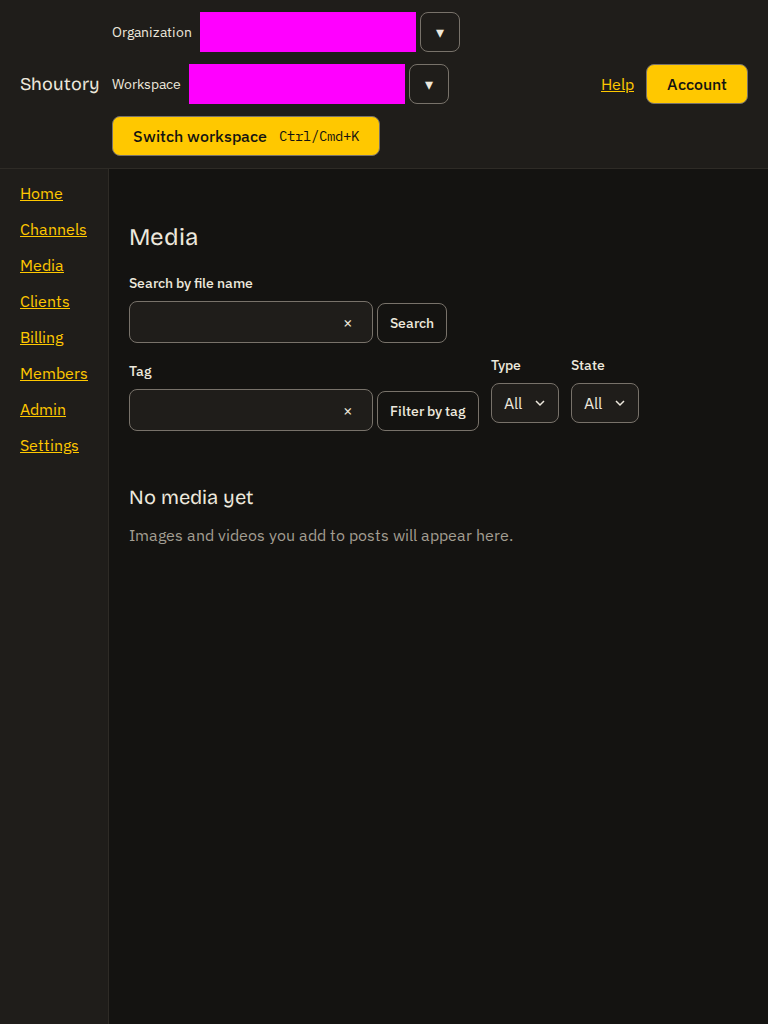 Organization ▼
Shoutory Workspace ▼ Help Account
Switch workspace Ctrl/Cmd+K
Home
Channels
Media
Clients
Billing
Members
Admin
Settings
Media
Search by file name
× Search
Tag Type State
× Filter by tag All All
No media yet
Images and videos you add to posts will appear here.